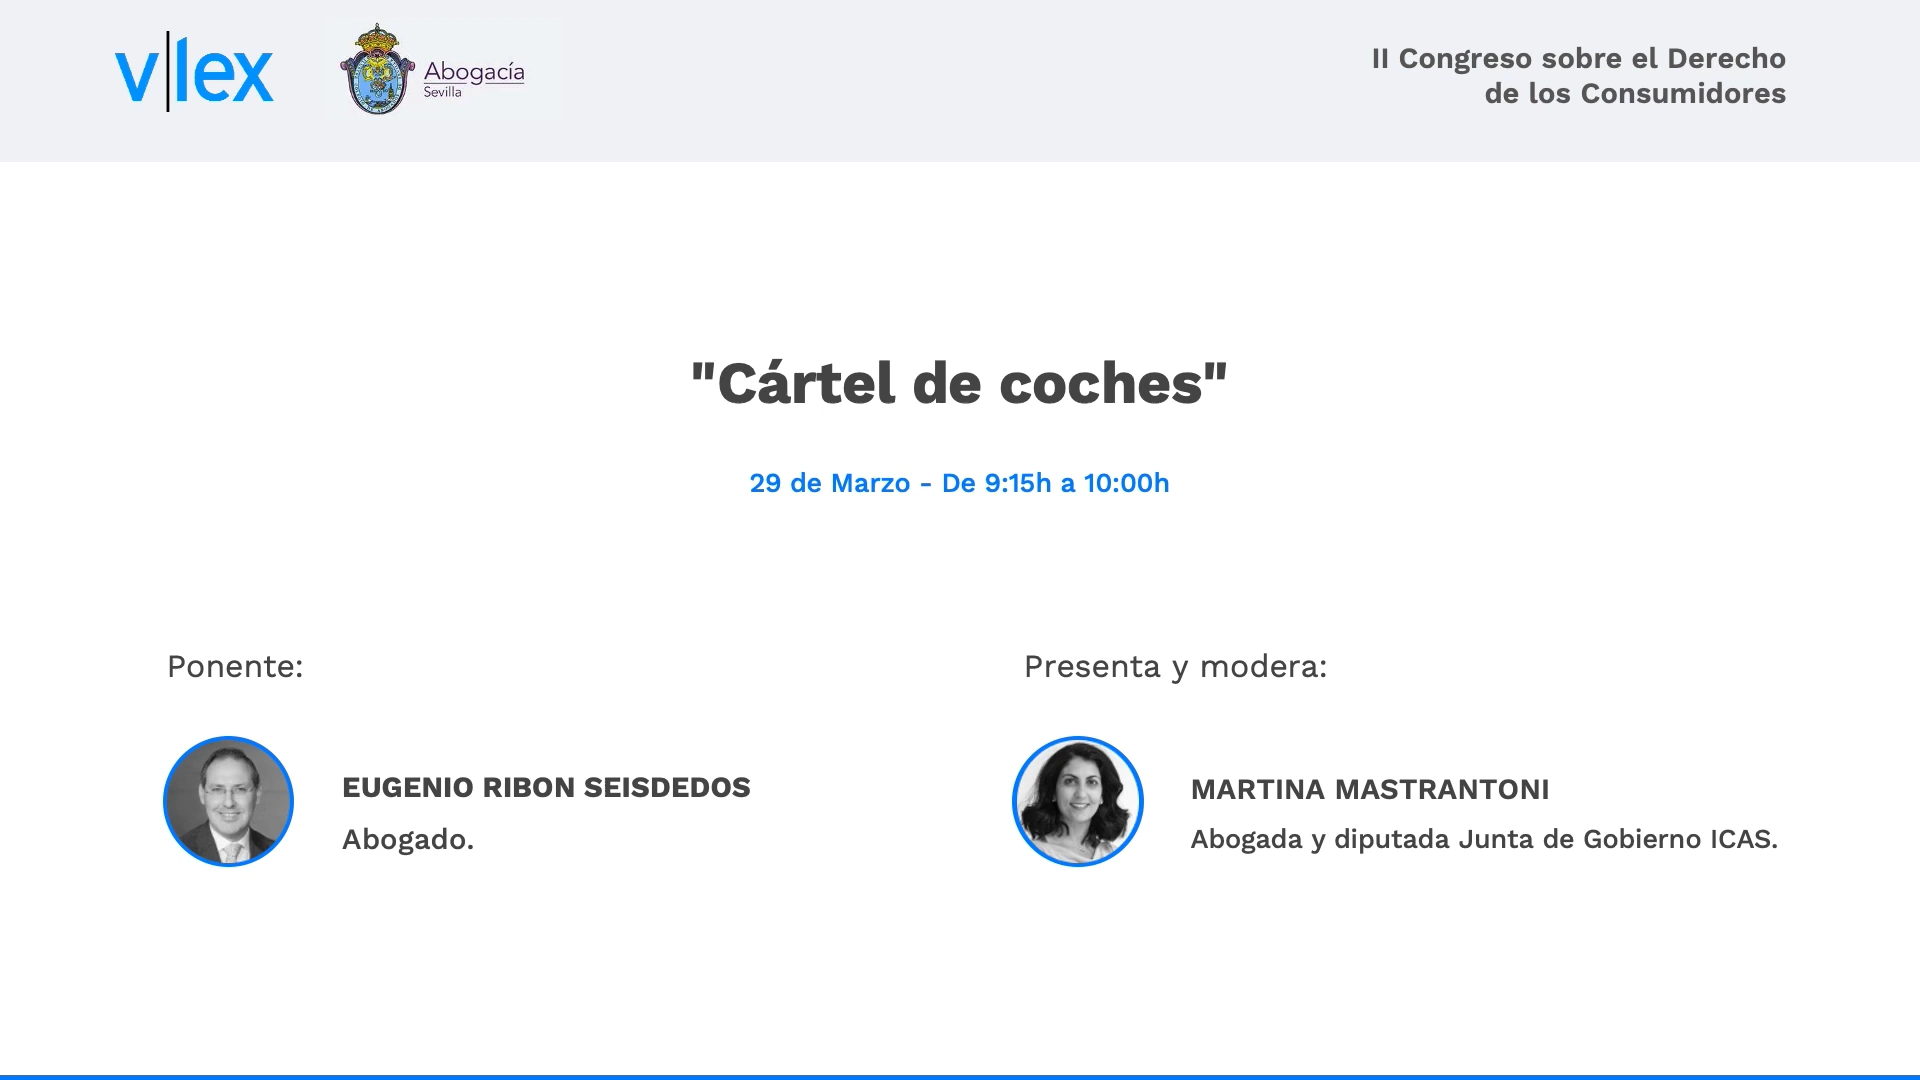 v|lex
Abogacía
Sevilla
II Congreso sobre el Derecho
de los Consumidores
"Cártel de coches"
29 de Marzo - De 9:15h a 10:00h
Ponente:
EUGENIO RIBON SEISDEDOS
Abogado.
Presenta y modera:
MARTINA MASTRANTONI
Abogada y diputada Junta de Gobierno ICAS.